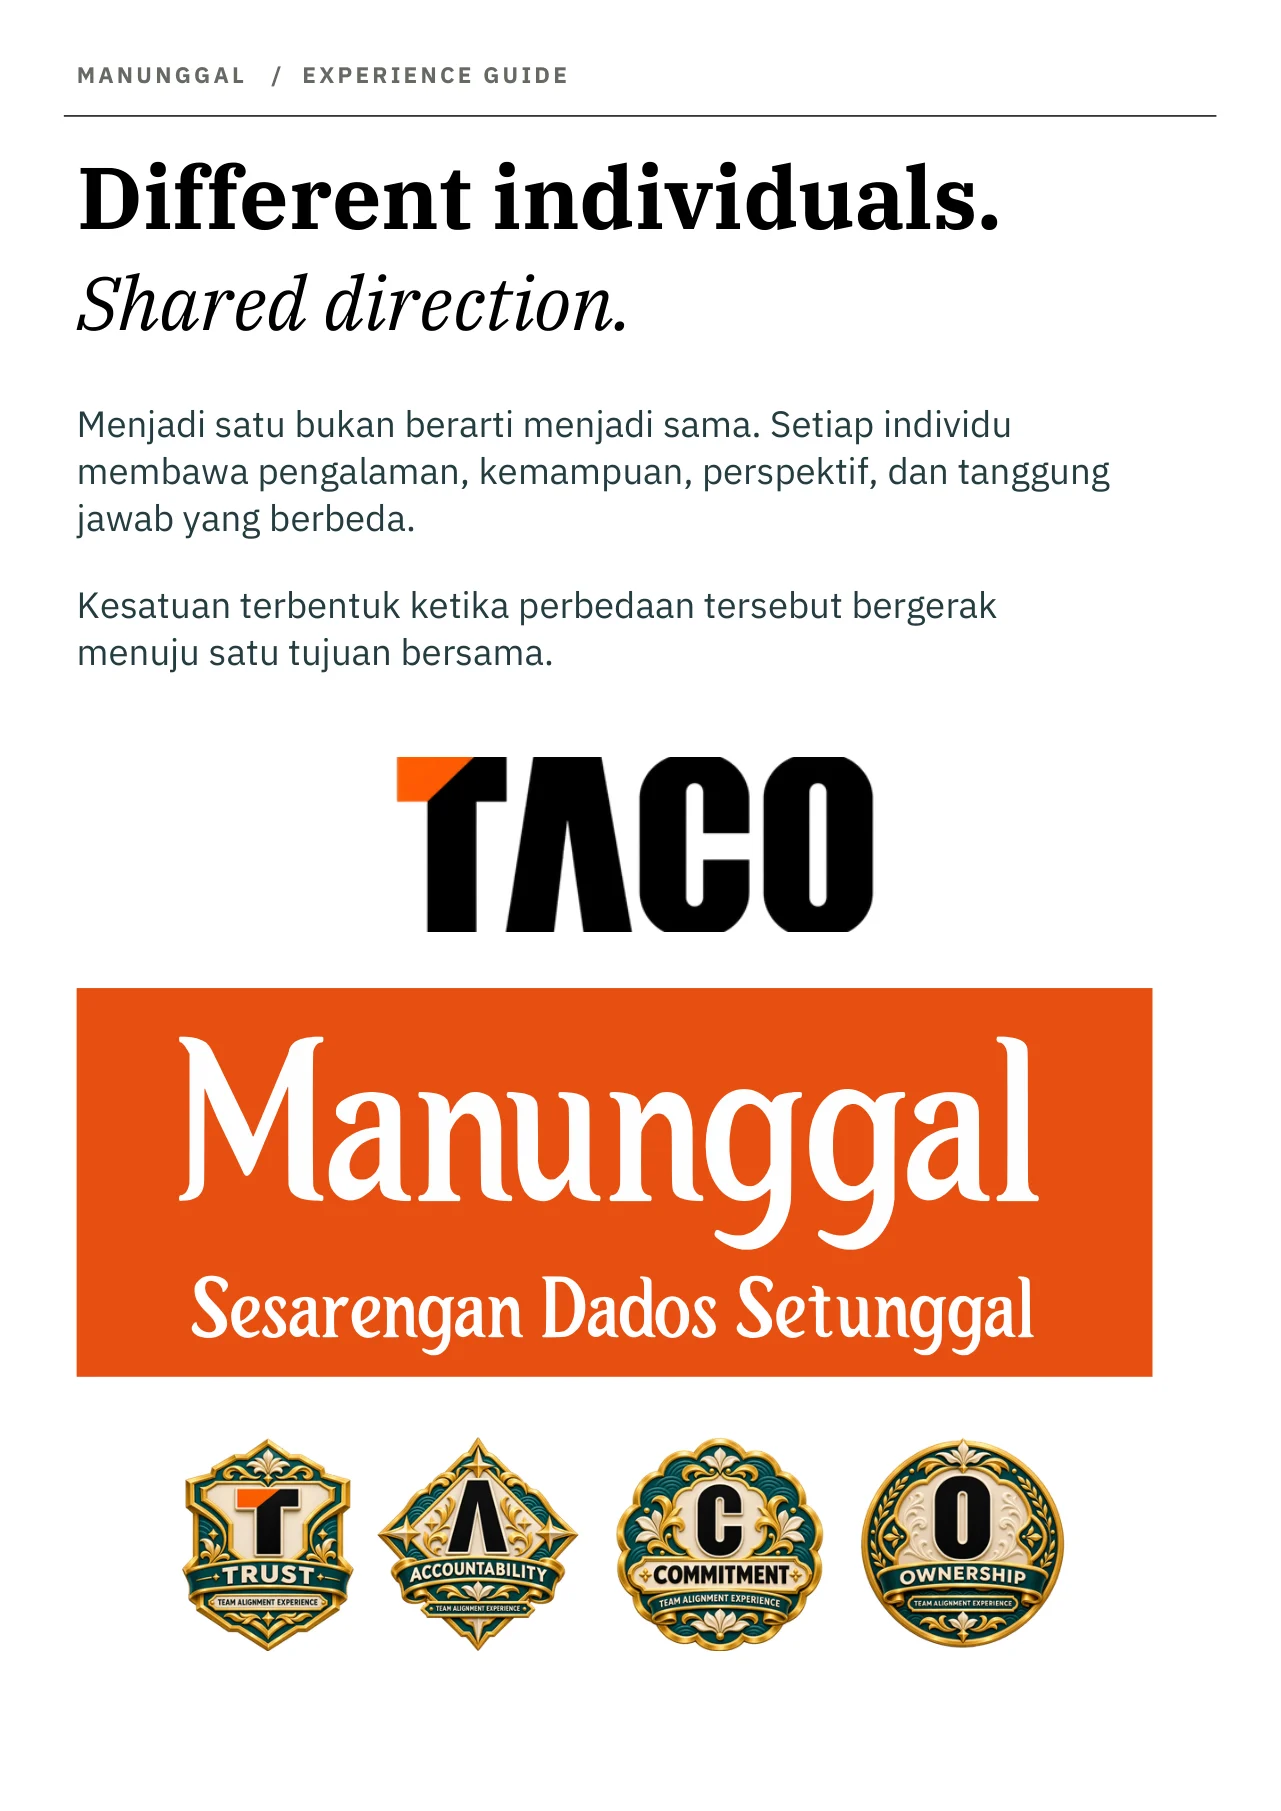 MANUNGGAL / EXPERIENCE GUIDE
Different individuals.
Shared direction.
Menjadi satu bukan berarti menjadi sama. Setiap individu
membawa pengalaman, kemampuan, perspektif, dan tanggung
jawab yang berbeda.
Kesatuan terbentuk ketika perbedaan tersebut bergerak
menuju satu tujuan bersama.
TACO
Manunggal
Sesarengan Dados Setunggal
T
TRUST
TEAM ALIGNMENT EXPERIENCE
A
ACCOUNTABILITY
TEAM ALIGNMENT EXPERIENCE
C
COMMITMENT
TEAM ALIGNMENT EXPERIENCE
O
OWNERSHIP
TEAM ALIGNMENT EXPERIENCE